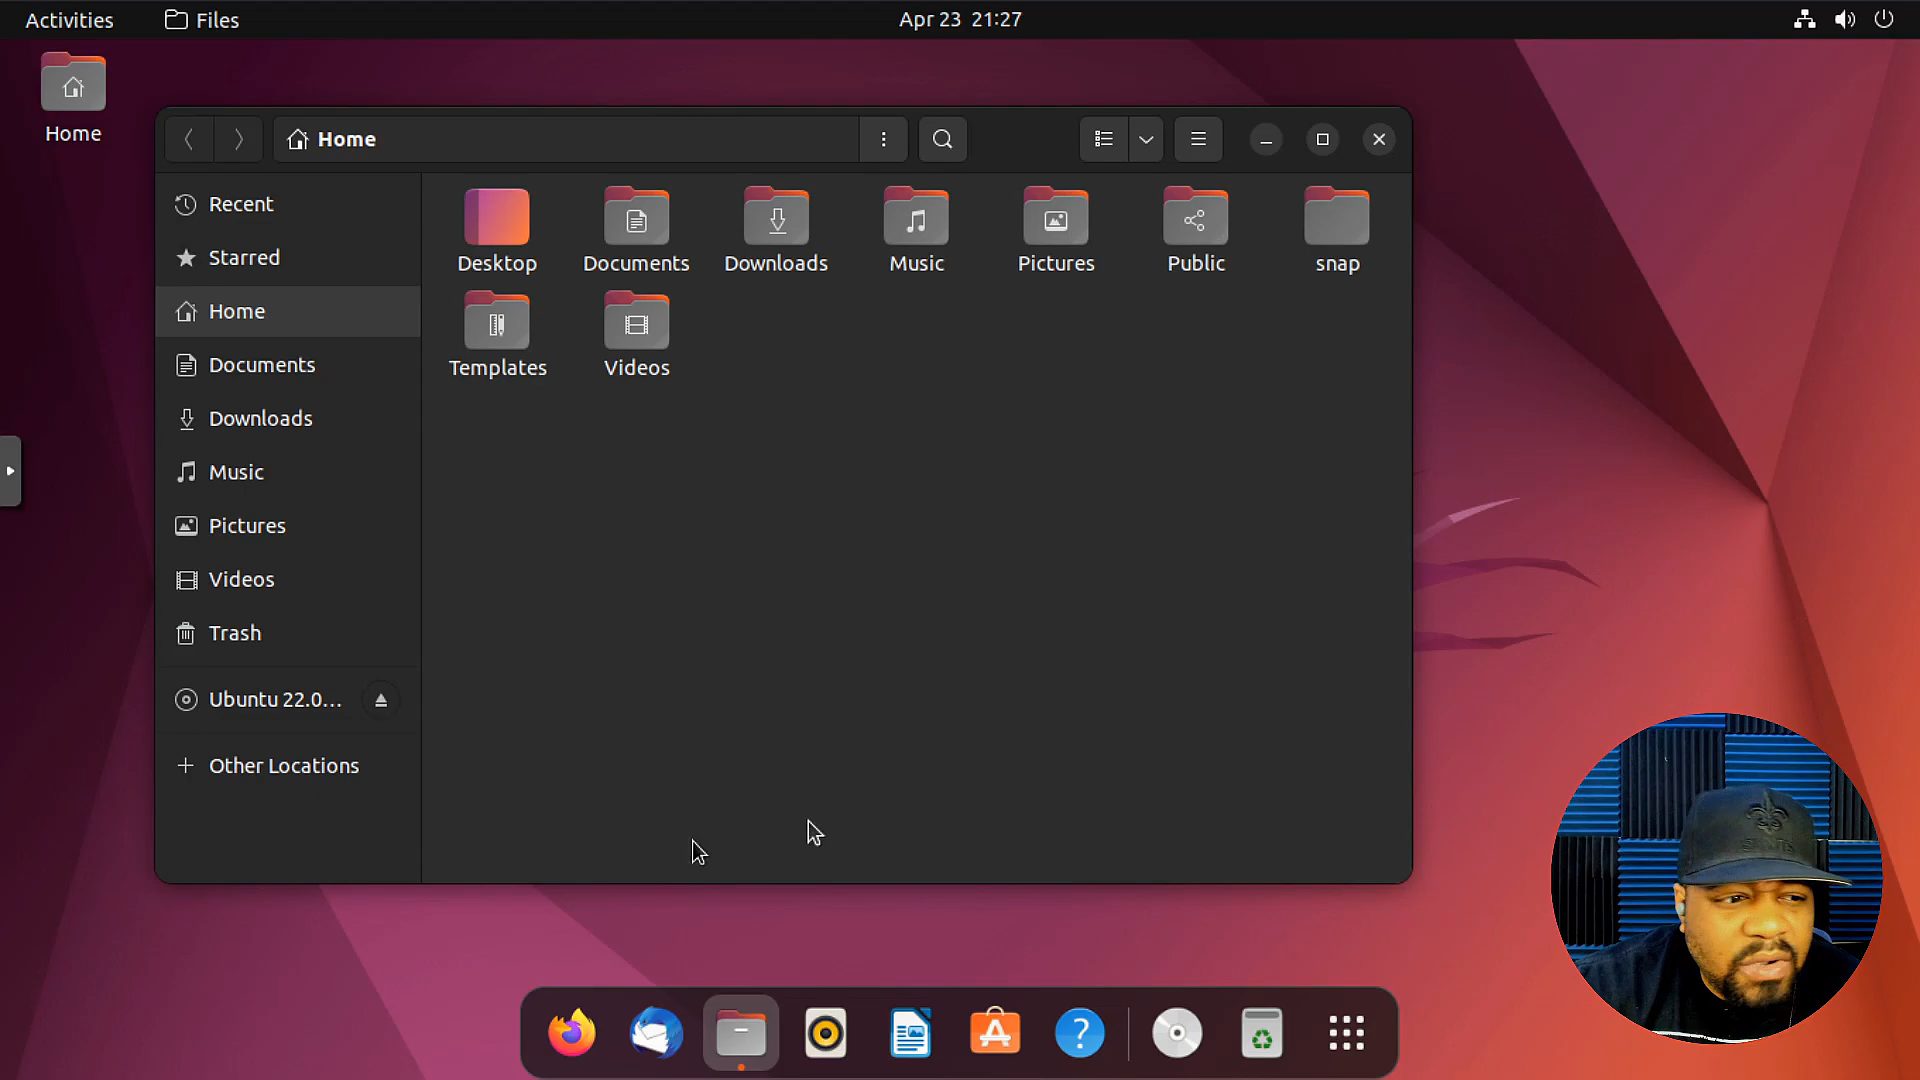 Activities
Files
Apr 23 21:27
Home
Home
Recent
Starred
Home
Documents
Downloads
Music
Pictures
Videos
Trash
Ubuntu 22.0...
Other Locations
Desktop
Documents
Downloads
Music
Pictures
Public
snap
Templates
Videos